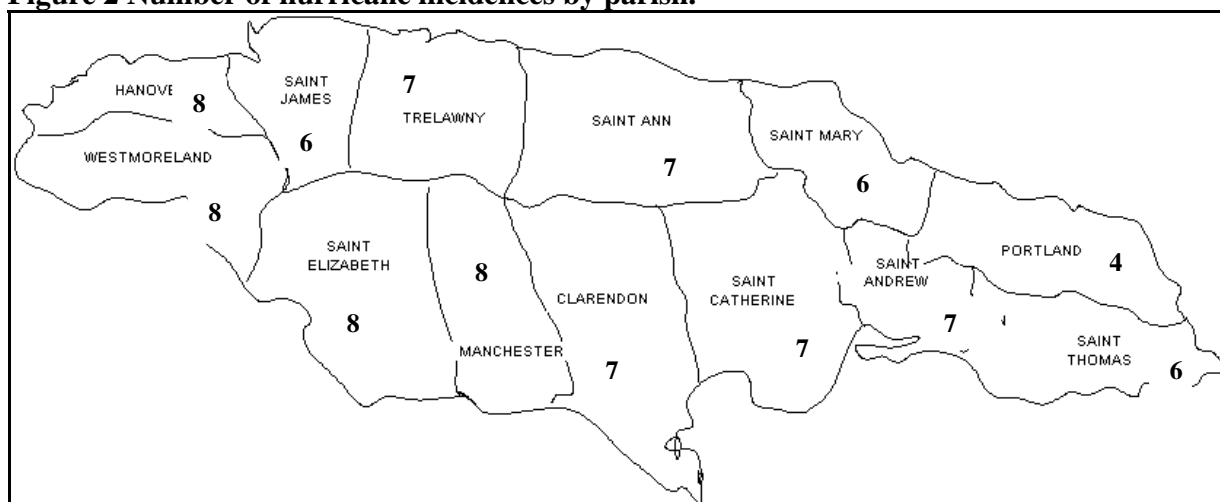 Figure 2 Number of hurricane incidences by parish.
HANOVE
8
WESTMORELAND
8
SAINT
JAMES
6
7
TRELAWNY
SAINT ANN
7
SAINT MARY
6
SAINT
ELIZABETH
8
8
MANCHESTER
CLARENDON
7
SAINT
CATHERINE
7
SAINT
ANDREW
7
PORTLAND
4
SAINT
THOMAS
6